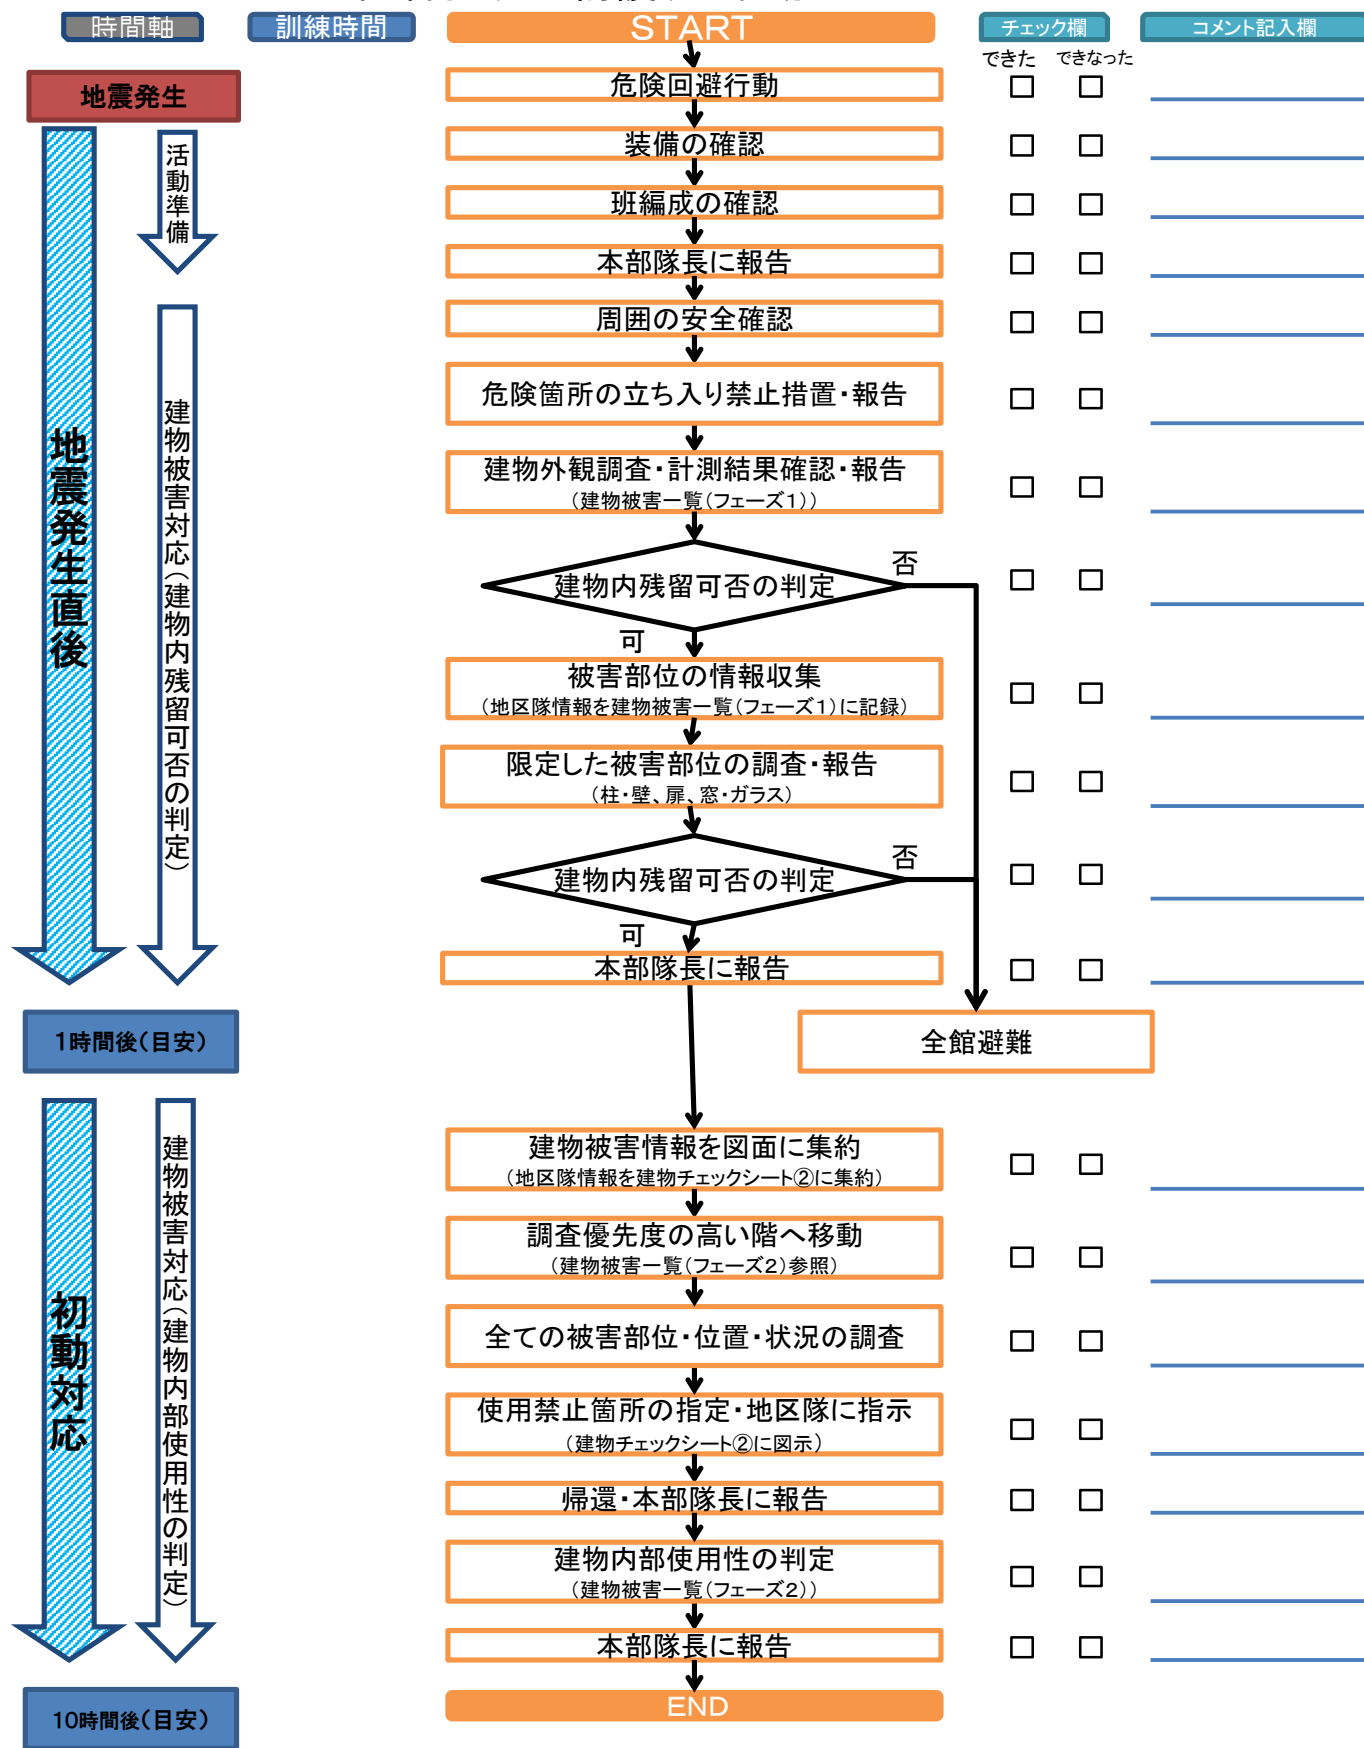 時間軸
訓練時間
START
チェック欄
コメント記入欄
できた
できなった
地震発生
危険回避行動
活動準備
装備の確認
班編成の確認
本部隊長に報告
地震発生直後
建物被害対応(建物内残留可否の判定)
周囲の安全確認
危険箇所の立ち入り禁止措置・報告
建物外観調査・計測結果確認・報告
(建物被害一覧(フェーズ1))
建物内残留可否の判定
否
可
被害部位の情報収集
(地区隊情報を建物被害一覧(フェーズ1)に記録)
限定した被害部位の調査・報告
(柱・壁、扉、窓・ガラス)
建物内残留可否の判定
否
可
本部隊長に報告
1時間後(目安)
全館避難
初動対応
建物被害対応(建物内部使用性の判定)
建物被害情報を図面に集約
(地区隊情報を建物チェックシート②に集約)
調査優先度の高い階へ移動
(建物被害一覧(フェーズ2)参照)
全ての被害部位・位置・状況の調査
使用禁止箇所の指定・地区隊に指示
(建物チェックシート②に図示)
帰還・本部隊長に報告
建物内部使用性の判定
(建物被害一覧(フェーズ2))
本部隊長に報告
10時間後(目安)
END